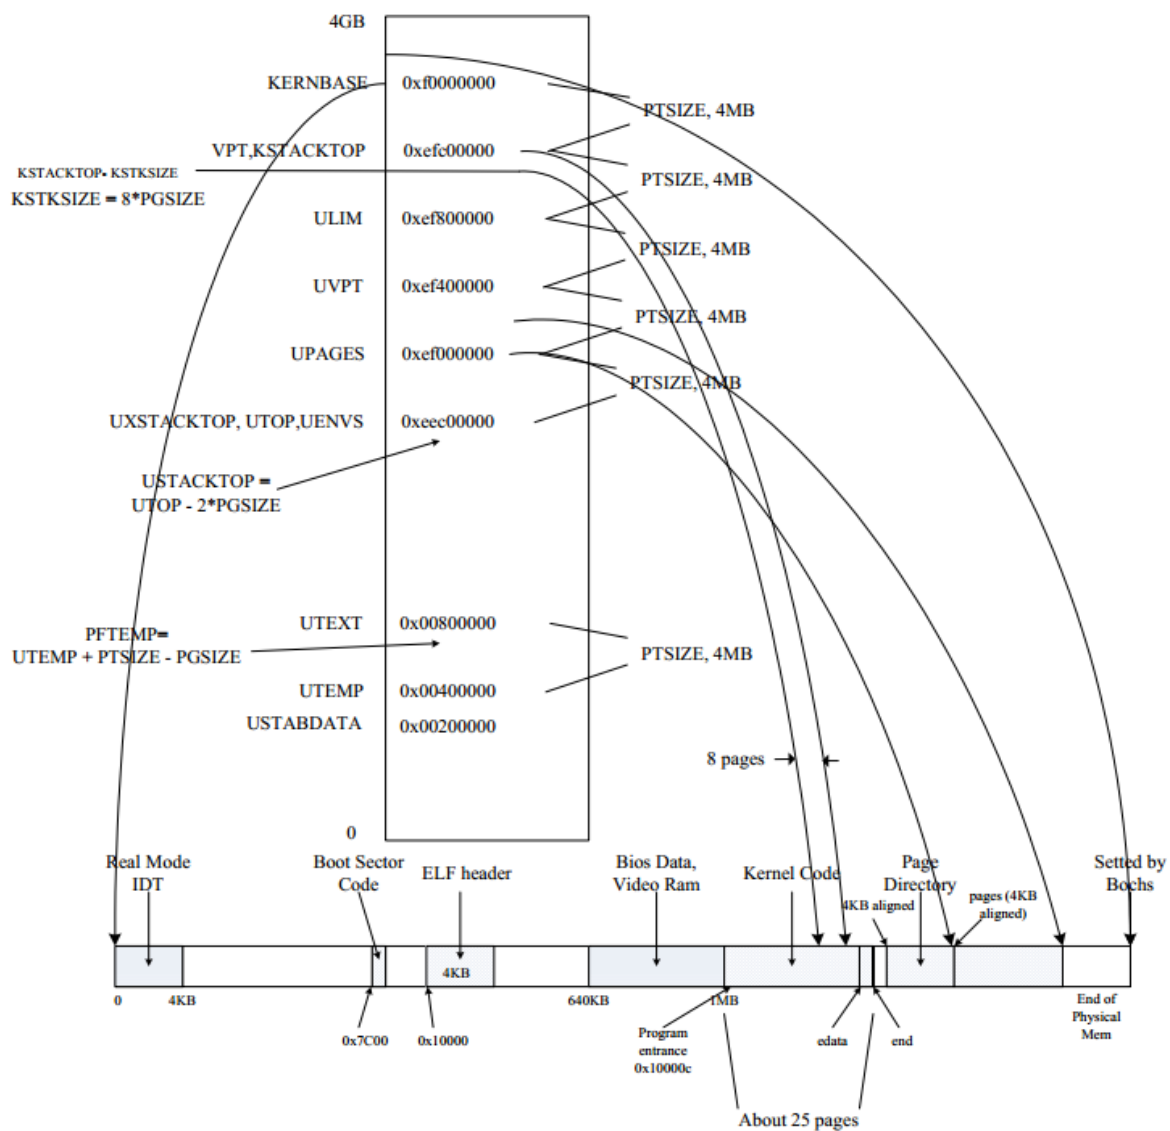 4GB
KERNBASE 0xf0000000
PTSIZE, 4MB
VPT,KSTACKTOP 0xefc00000
KSTACKTOP- KSTKSIZE
KSTKSIZE = 8*PGSIZE
PTSIZE, 4MB
ULIM 0xef800000
PTSIZE, 4MB
UVPT 0xef400000
PTSIZE, 4MB
UPAGES 0xef000000
PTSIZE, 4MB
UXSTACKTOP, UTOP,UENVS 0xeec00000
USTACKTOP =
UTOP - 2*PGSIZE
UTEXT 0x00800000
PFTEMP=
UTEMP + PTSIZE - PGSIZE
PTSIZE, 4MB
UTEMP 0x00400000
USTABDATA 0x00200000
8 pages
0
Real Mode
IDT
Boot Sector
Code
ELF header
Bios Data,
Video Ram
Kernel Code
Page
Directory
Setted by
Bochs
4KB aligned
pages (4KB
aligned)
4KB
0
4KB
640KB
1MB
End of
Physical
Mem
0x7C00
0x10000
Program
entrance
0x10000c
edata
end
About 25 pages